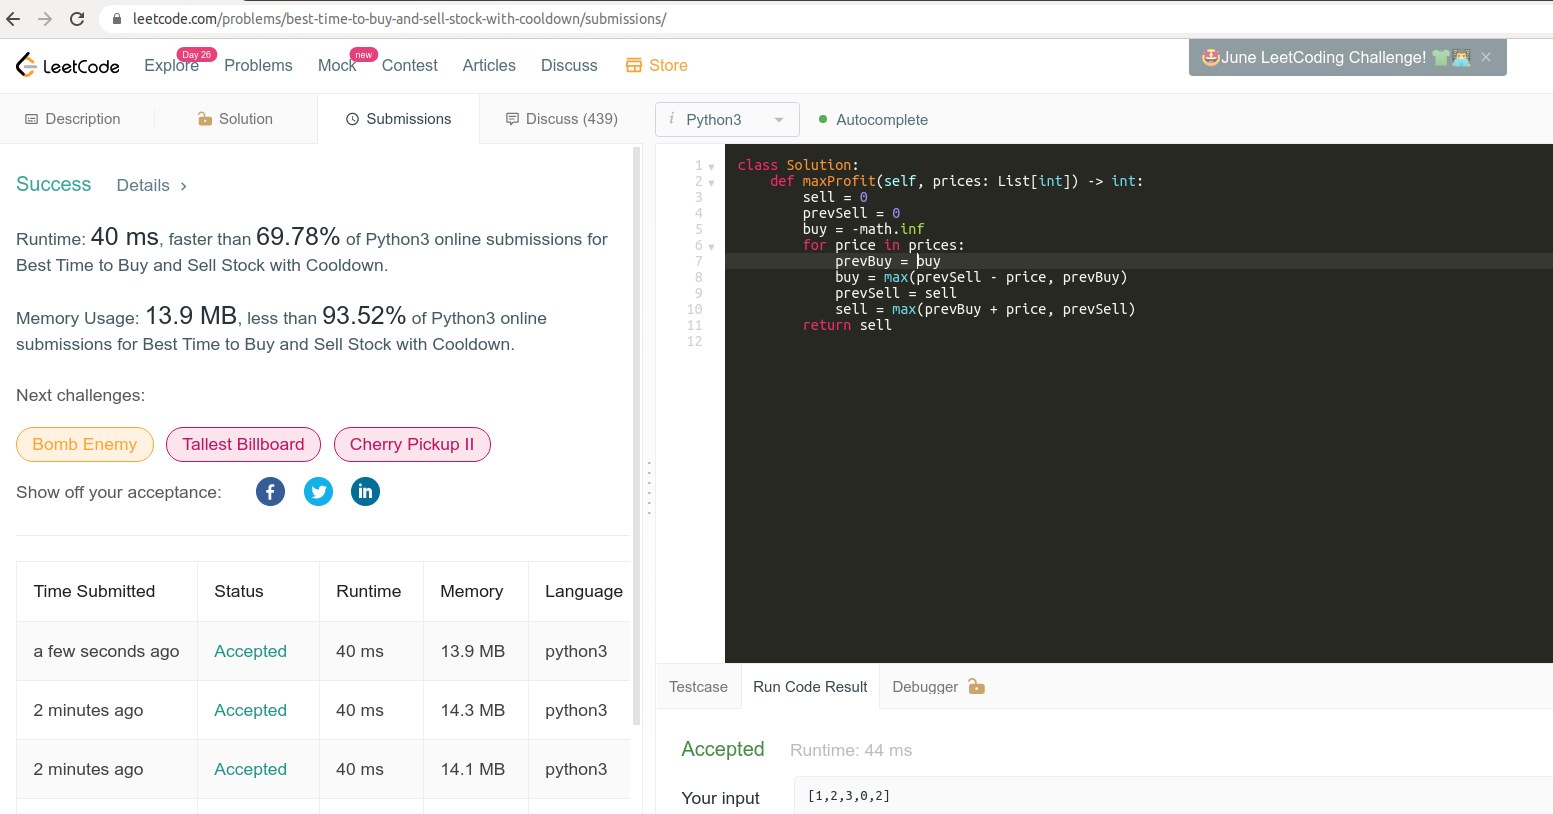 leetcode.com/problems/best-time-to-buy-and-sell-stock-with-cooldown/submissions/
LeetCode Explore Day 26 Problems Mock new Contest Articles Discuss Store
🤩June LeetCoding Challenge! 👕👨‍💻 ×
Description Solution Submissions Discuss (439)
i Python3 Autocomplete
Success Details >
Runtime: 40 ms, faster than 69.78% of Python3 online submissions for
Best Time to Buy and Sell Stock with Cooldown.
Memory Usage: 13.9 MB, less than 93.52% of Python3 online
submissions for Best Time to Buy and Sell Stock with Cooldown.
Next challenges:
Bomb Enemy Tallest Billboard Cherry Pickup II
Show off your acceptance: f in
Time Submitted Status Runtime Memory Language
a few seconds ago Accepted 40 ms 13.9 MB python3
2 minutes ago Accepted 40 ms 14.3 MB python3
2 minutes ago Accepted 40 ms 14.1 MB python3
1 class Solution:
2     def maxProfit(self, prices: List[int]) -> int:
3         sell = 0
4         prevSell = 0
5         buy = -math.inf
6         for price in prices:
7             prevBuy = buy
8             buy = max(prevSell - price, prevBuy)
9             prevSell = sell
10             sell = max(prevBuy + price, prevSell)
11         return sell
12
Testcase Run Code Result Debugger
Accepted Runtime: 44 ms
Your input [1,2,3,0,2]